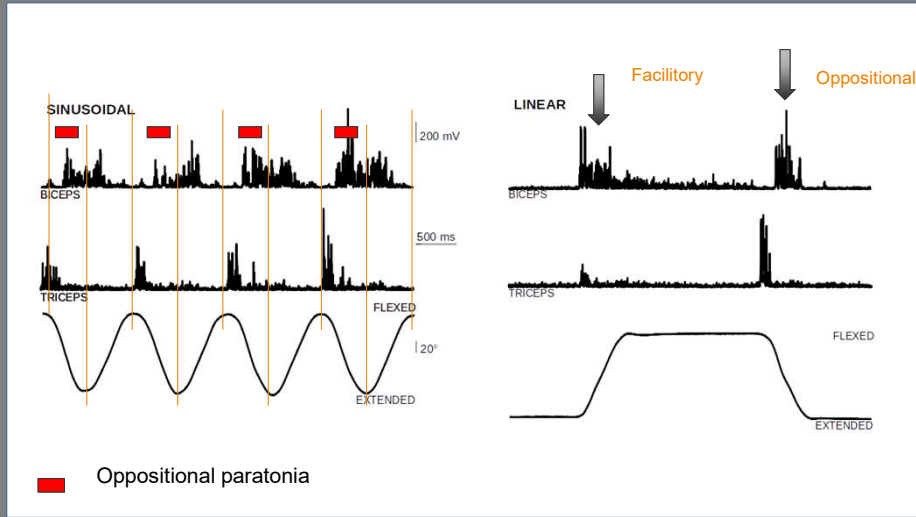 SINUSOIDAL
200 mV
BICEPS
500 ms
TRICEPS
FLEXED
20°
EXTENDED
Oppositional paratonia
Facilitory
Oppositional
LINEAR
BICEPS
TRICEPS
FLEXED
EXTENDED